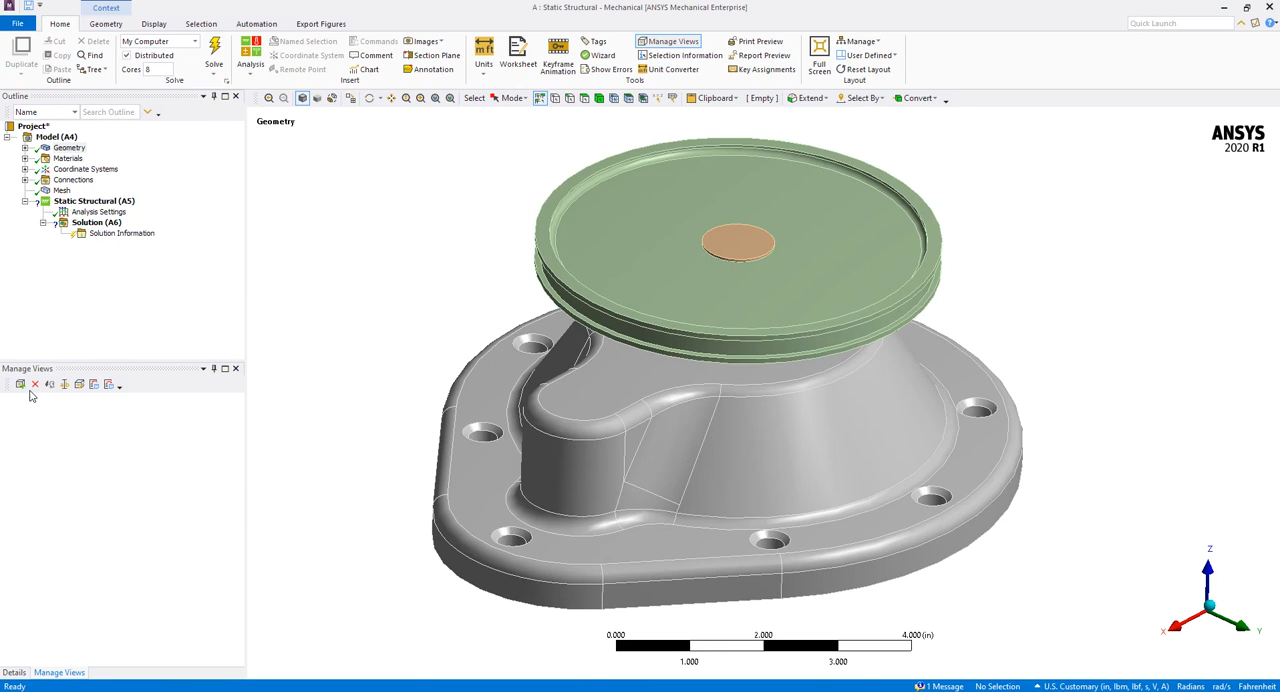 Context
A : Static Structural - Mechanical [ANSYS Mechanical Enterprise]
File Home Geometry Display Selection Automation Export Figures Quick Launch
Duplicate Cut Delete My Computer Solve Analysis Named Selection Commands Images Units Worksheet Keyframe Animation Tags Manage Views Print Preview Full Screen Manage
Copy Find Distributed Coordinate System Comment Section Plane Wizard Selection Information Report Preview User Defined
Paste Tree Cores 8 Remote Point Chart Annotation Show Errors Unit Converter Key Assignments Reset Layout
Outline Solve Insert Tools Layout
Outline
Select Mode Clipboard [ Empty ] Extend Select By Convert
Name Search Outline
Project*
Model (A4)
Geometry
Materials
Coordinate Systems
Connections
Mesh
Static Structural (A5)
Analysis Settings
Solution (A6)
Solution Information
Manage Views
Details Manage Views
Geometry
ANSYS
2020 R1
0.000 2.000 4.000 (in)
1.000 3.000
Z
X
Y
Ready 1 Message No Selection U.S. Customary (in, lbm, lbf, s, V, A) Radians rad/s Fahrenheit